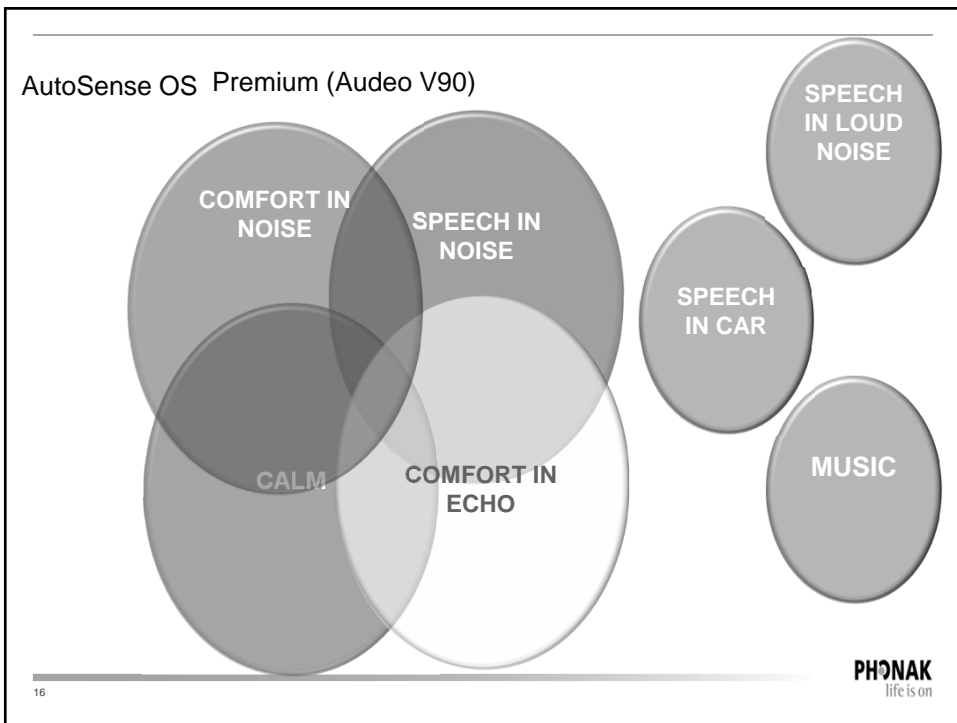 AutoSense OS Premium (Audeo V90)
COMFORT IN
NOISE
SPEECH IN
NOISE
CALM
COMFORT IN
ECHO
SPEECH
IN LOUD
NOISE
SPEECH
IN CAR
MUSIC
16
PHONAK
life is on